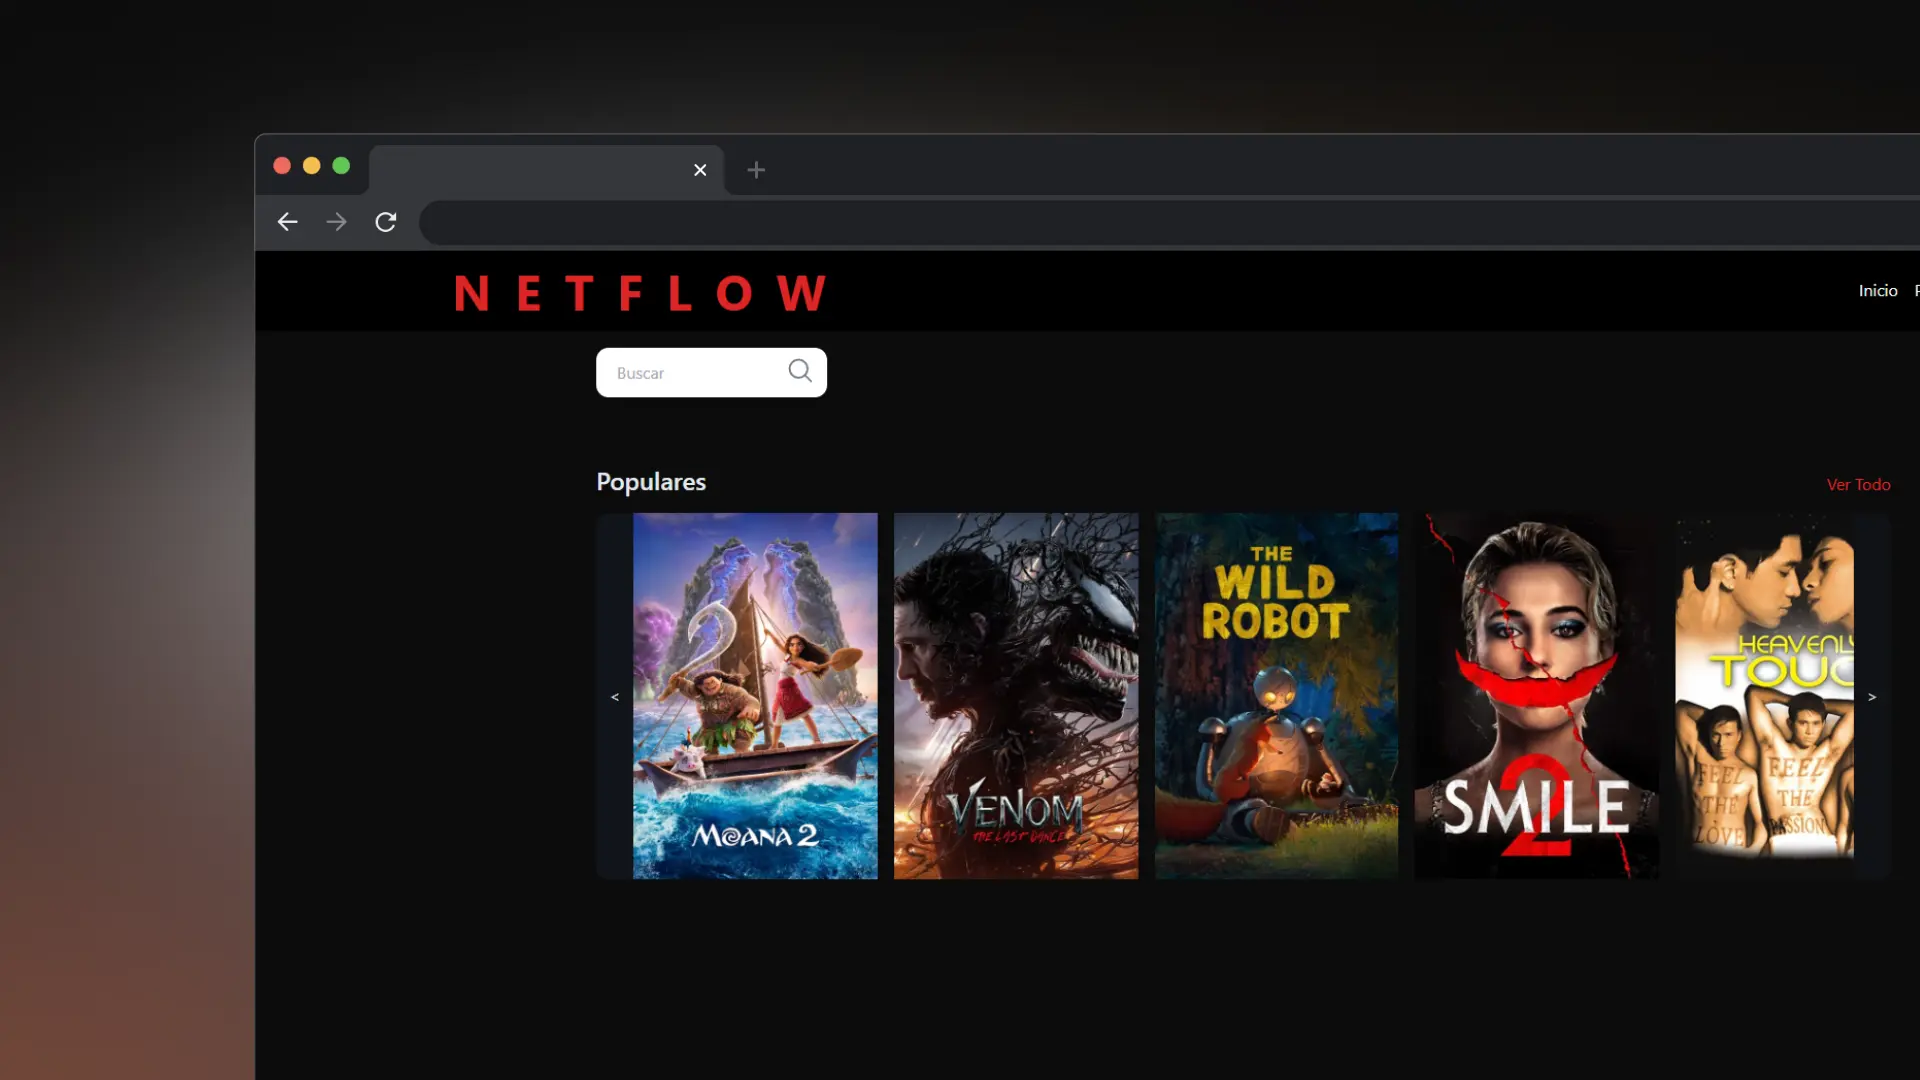 NETFLOW
Inicio
Buscar
Populares
Ver Todo
<
MOANA 2
VENOM
THE LAST DANCE
THE
WILD
ROBOT
SMILE
2
HEAVENLY
TOUC
FEEL
THE
LOVE
FEEL
THE
PASSION
>